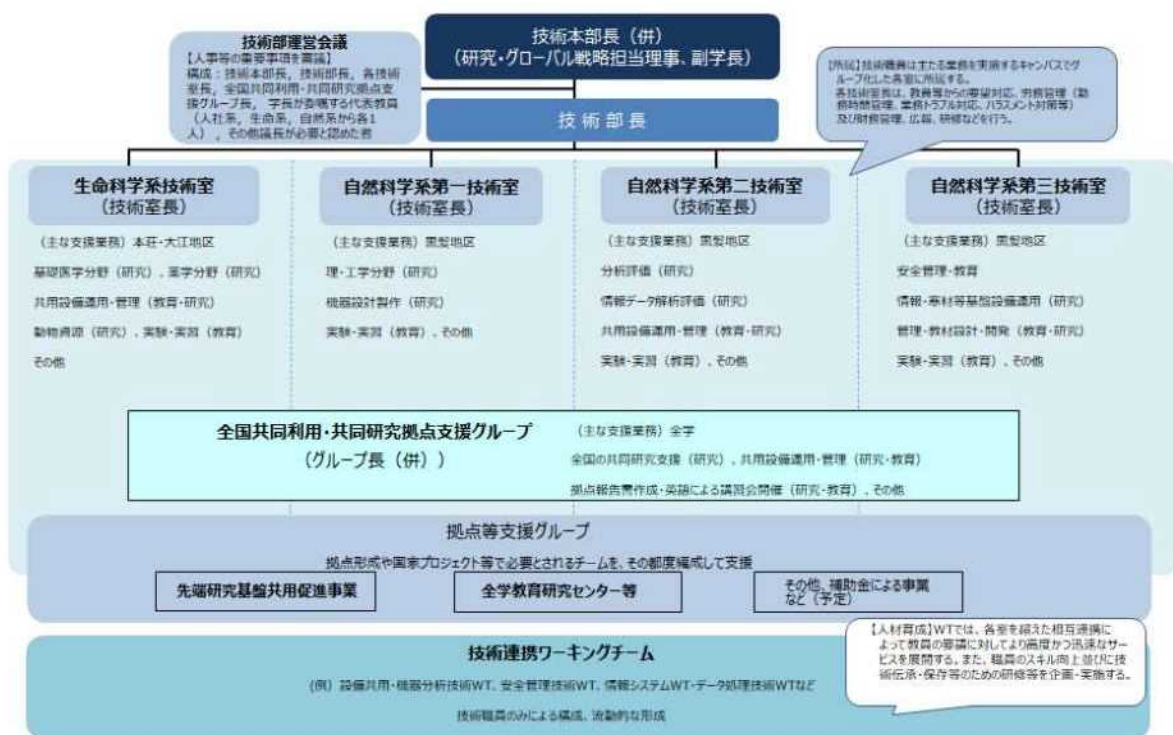 技術部運営会議
【人事等の重要事項を審議】
構成：技術本部長，技術部長，各技術
室長，全国共同利用・共同研究拠点支
援グループ長， 学長が委嘱する代表教員
（人社系，生命系，自然系から各1
人），その他議長が必要と認めた者
技術本部長（併）
（研究・グローバル戦略担当理事、副学長）
技術部長
【所属】技術職員は主たる業務を実施するキャンパスでグ
ループ化した各室に所属する。
各技術室長は、教員等からの要望対応、労務管理（勤
務時間管理、業務トラブル対応、ハラスメント対策等）
及び財務管理、広報、研修などを行う。
生命科学系技術室
（技術室長）
（主な支援業務）本荘・大江地区
基礎医学分野（研究）、薬学分野（研究）
共用設備運用・管理（教育・研究）
動物資源（研究）、実験・実習（教育）
その他
自然科学系第一技術室
（技術室長）
（主な支援業務）黒髪地区
理・工学分野（研究）
機器設計製作（研究）
実験・実習（教育）、その他
自然科学系第二技術室
（技術室長）
（主な支援業務）黒髪地区
分析評価（研究）
情報データ解析評価（研究）
共用設備運用・管理（教育・研究）
実験・実習（教育）、その他
自然科学系第三技術室
（技術室長）
（主な支援業務）黒髪地区
安全管理・教育
情報・寒材等基盤設備運用（研究）
管理・教材設計・開発（教育・研究）
実験・実習（教育）、その他
全国共同利用・共同研究拠点支援グループ
（グループ長（併））
（主な支援業務）全学
全国の共同研究支援（研究）、共用設備運用・管理（研究・教育）
拠点報告書作成・英語による講習会開催（研究・教育）、その他
拠点等支援グループ
拠点形成や国家プロジェクト等で必要とされるチームを、その都度編成して支援
先端研究基盤共用促進事業
全学教育研究センター等
その他、補助金による事業
など（予定）
技術連携ワーキングチーム
(例）設備共用・機器分析技術WT、安全管理技術WT、情報システムWT・データ処理技術WTなど
技術職員のみによる構成、流動的な形成
【人材育成】WTでは、各室を超えた相互連携に
よって教員の要請に対してより高度かつ迅速なサー
ビスを展開する。また、職員のスキル向上並びに技
術伝承・保存等のための研修等を企画・実施する。